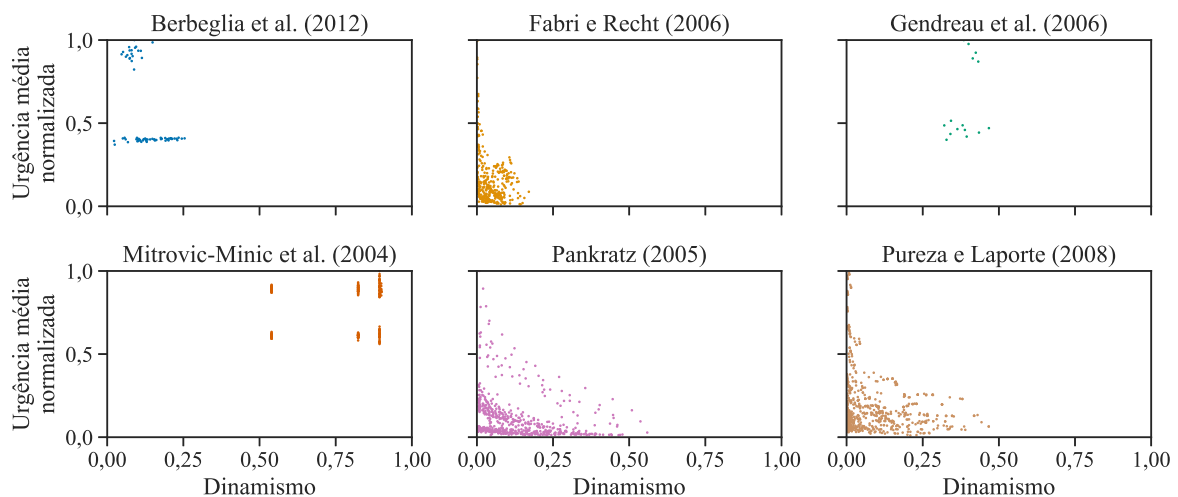 Berbeglia et al. (2012)
Fabri e Recht (2006)
Gendreau et al. (2006)
Urgência média
normalizada
1,0
0,5
0,0
Mitrovic-Minic et al. (2004)
Pankratz (2005)
Pureza e Laporte (2008)
Urgência média
normalizada
1,0
0,5
0,0
0,00 0,25 0,50 0,75 1,00
0,00 0,25 0,50 0,75 1,00
0,00 0,25 0,50 0,75 1,00
Dinamismo
Dinamismo
Dinamismo